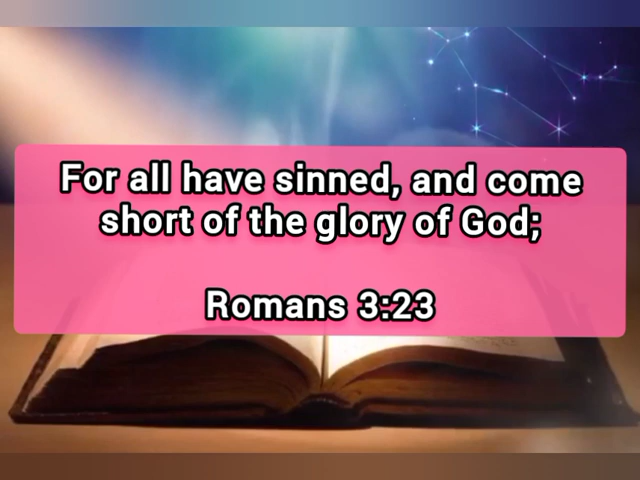 For all have sinned, and come
short of the glory of God;
Romans 3:23